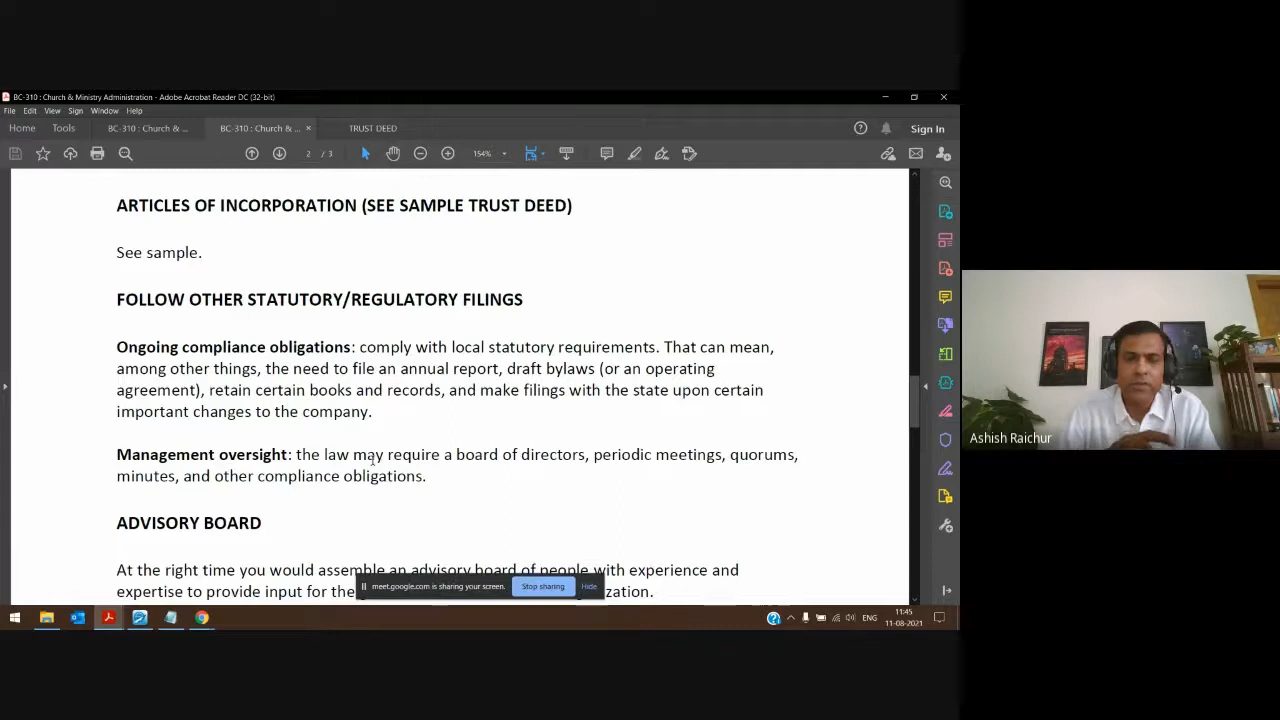 BC-310 : Church & Ministry Administration - Adobe Acrobat Reader DC (32-bit)
File Edit View Sign Window Help
Home Tools BC-310 : Church & ... BC-310 : Church & ... × TRUST DEED Sign In
2 / 3 154%
ARTICLES OF INCORPORATION (SEE SAMPLE TRUST DEED)
See sample.
FOLLOW OTHER STATUTORY/REGULATORY FILINGS
Ongoing compliance obligations: comply with local statutory requirements. That can mean,
among other things, the need to file an annual report, draft bylaws (or an operating
agreement), retain certain books and records, and make filings with the state upon certain
important changes to the company.
Management oversight: the law may require a board of directors, periodic meetings, quorums,
minutes, and other compliance obligations.
ADVISORY BOARD
At the right time you would assemble an advisory board of people with experience and
expertise to provide input for the
meet.google.com is sharing your screen. Stop sharing Hide
ENG
11:45
11-08-2021
Ashish Raichur